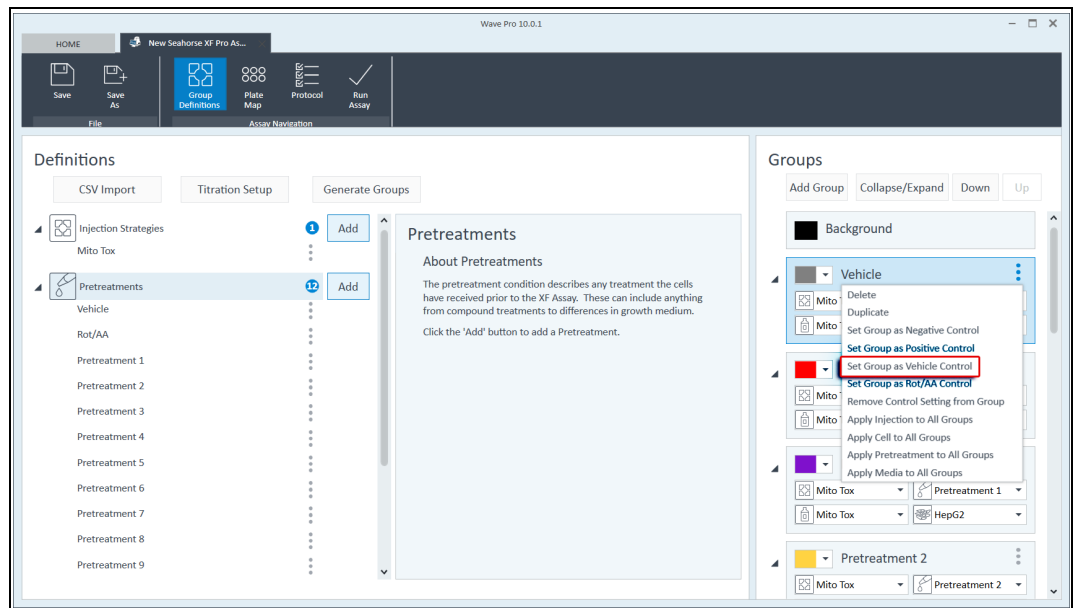 Wave Pro 10.0.1
HOME
New Seahorse XF Pro As...
Save
Save As
Group Definitions
Plate Map
Protocol
Run Assay
File
Assay Navigation
Definitions
CSV Import
Titration Setup
Generate Groups
Injection Strategies
1
Add
Mito Tox
Pretreatments
12
Add
Vehicle
Rot/AA
Pretreatment 1
Pretreatment 2
Pretreatment 3
Pretreatment 4
Pretreatment 5
Pretreatment 6
Pretreatment 7
Pretreatment 8
Pretreatment 9
Pretreatments
About Pretreatments
The pretreatment condition describes any treatment the cells
have received prior to the XF Assay. These can include anything
from compound treatments to differences in growth medium.
Click the 'Add' button to add a Pretreatment.
Groups
Add Group
Collapse/Expand
Down
Up
Background
Vehicle
Mito
Mito
Delete
Duplicate
Set Group as Negative Control
Set Group as Positive Control
Set Group as Vehicle Control
Set Group as Rot/AA Control
Remove Control Setting from Group
Apply Injection to All Groups
Apply Cell to All Groups
Apply Pretreatment to All Groups
Apply Media to All Groups
Mito
Mito
Mito Tox
Pretreatment 1
Mito Tox
HepG2
Pretreatment 2
Mito Tox
Pretreatment 2